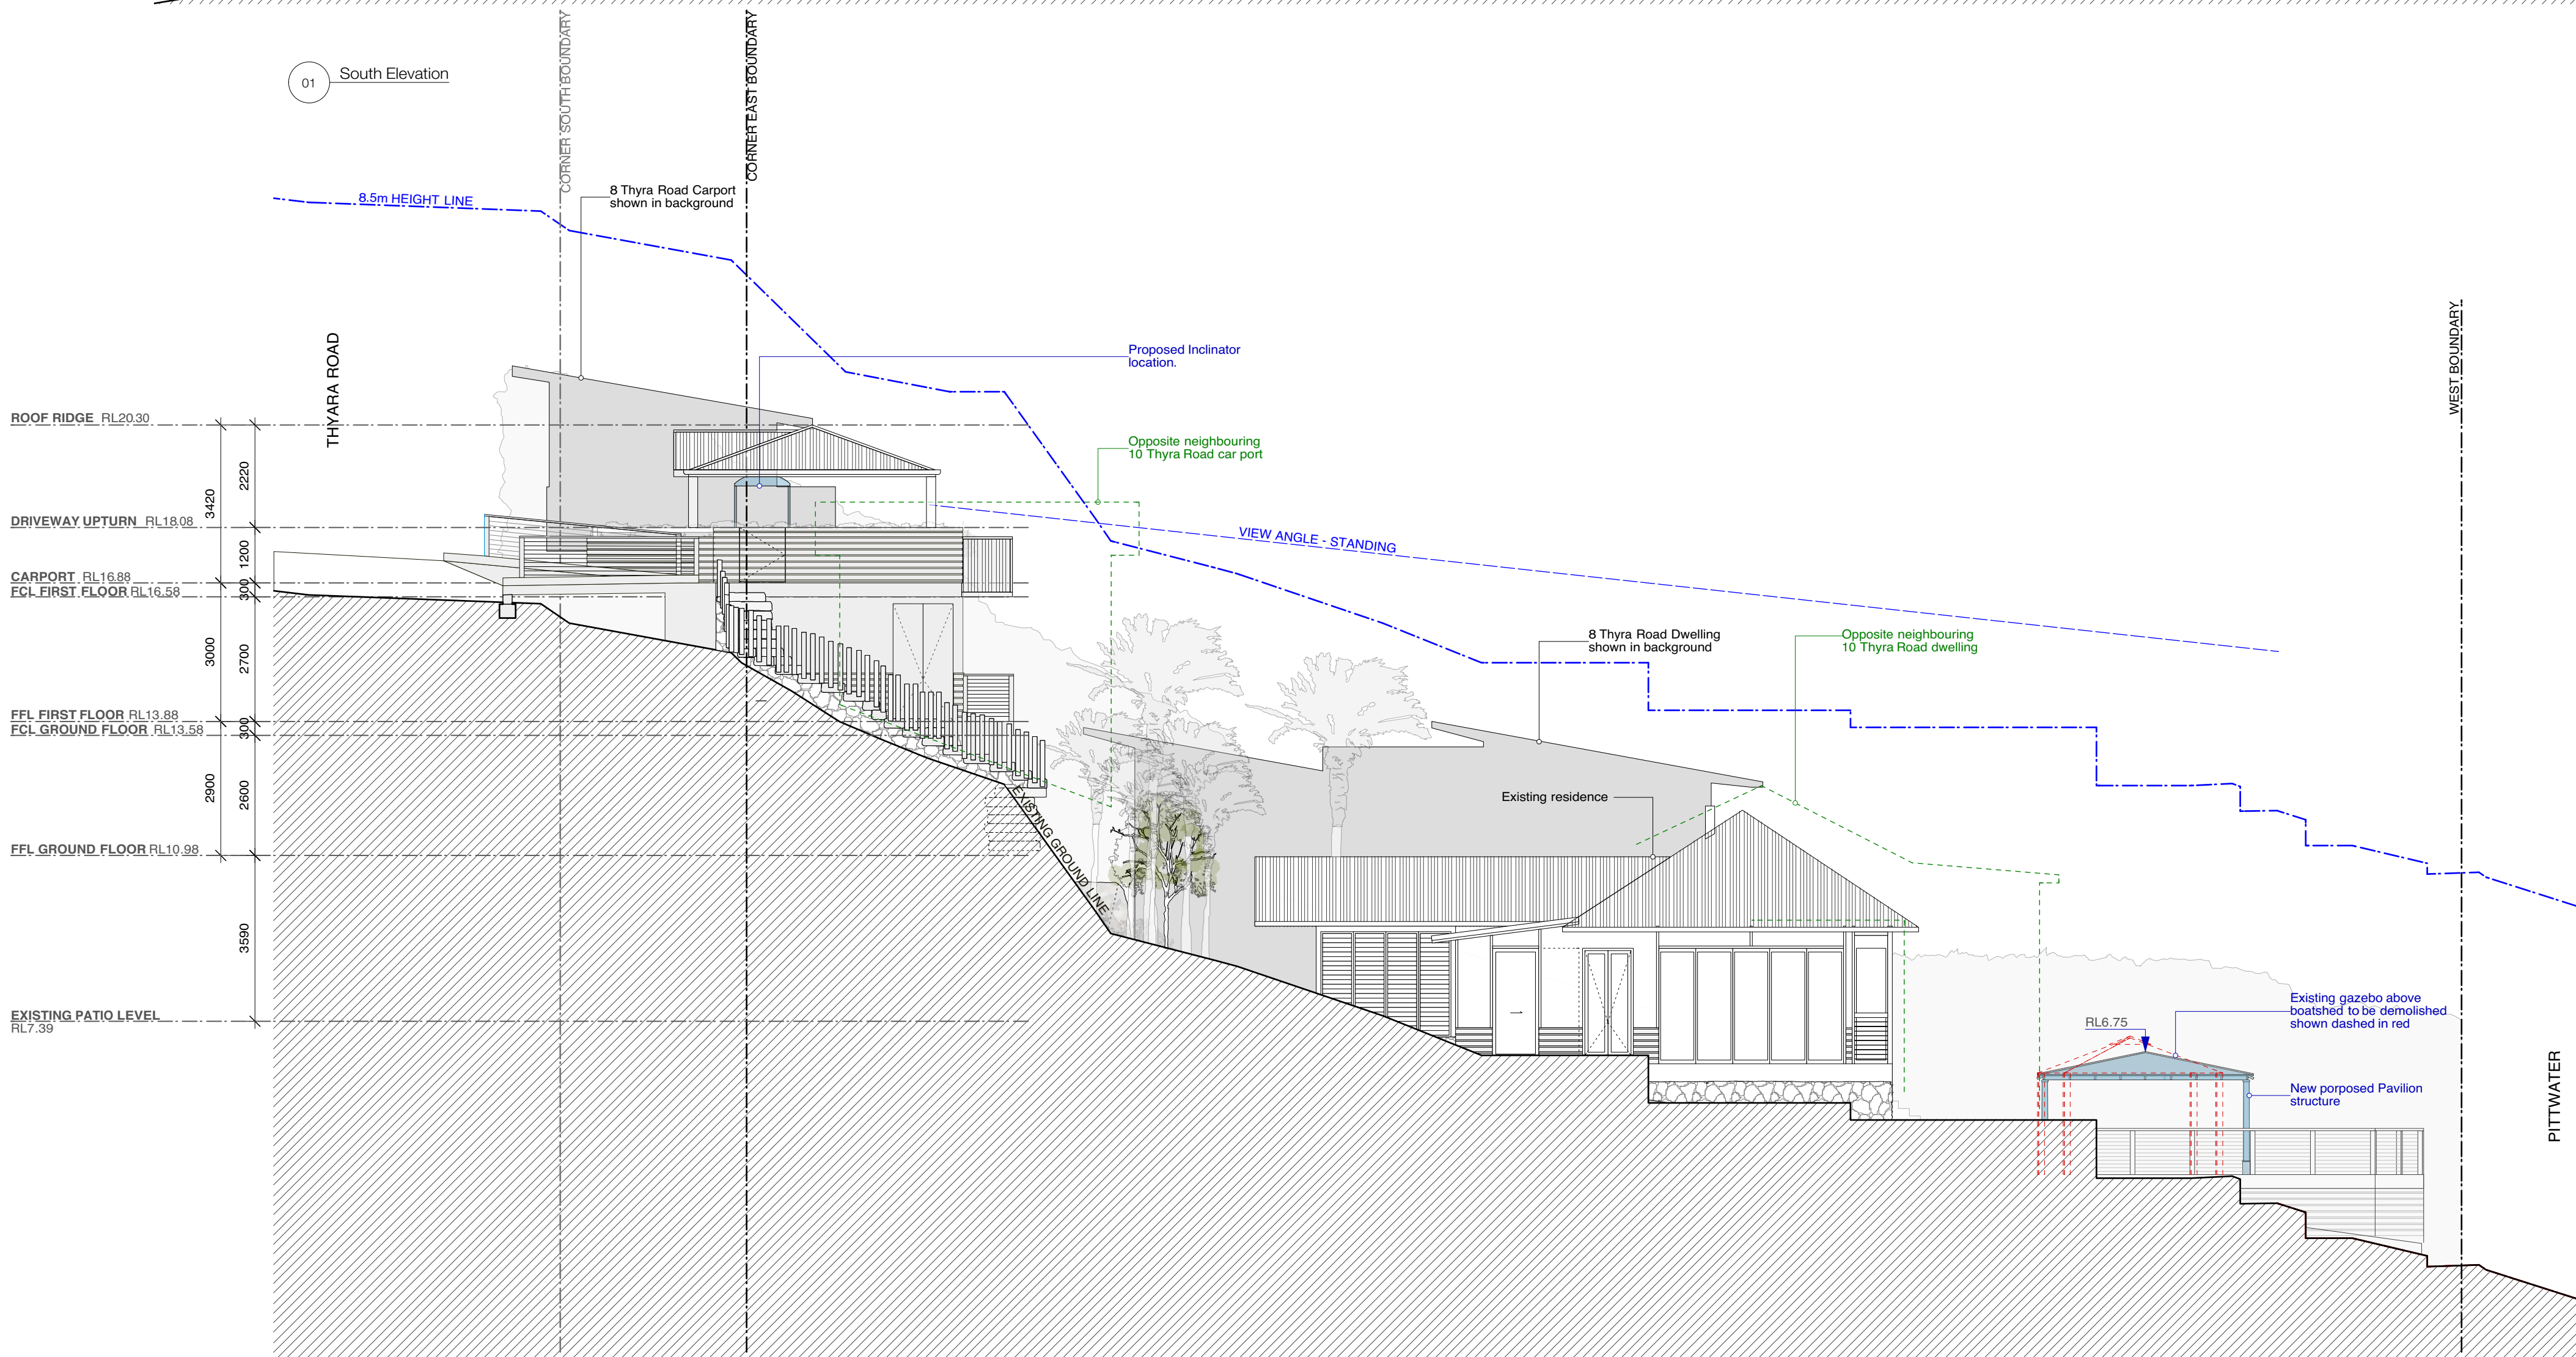 01
South Elevation
CORNER SOUTH BOUNDARY
CORNER EAST BOUNDARY
8.5m HEIGHT LINE
8 Thyra Road Carport
shown in background
THYARA ROAD
Proposed Inclinator
location.
WEST BOUNDARY
ROOF RIDGE RL20.30
Opposite neighbouring
10 Thyra Road car port
2220
3420
DRIVEWAY UPTURN RL18.08
VIEW ANGLE - STANDING
1200
CARPORT RL16.88
FCL FIRST FLOOR RL16.58
300
3000
2700
8 Thyra Road Dwelling
shown in background
Opposite neighbouring
10 Thyra Road dwelling
FFL FIRST FLOOR RL13.88
FCL GROUND FLOOR RL13.58
300
2900
2600
EXISTING GROUND LINE
Existing residence
FFL GROUND FLOOR RL10.98
3590
EXISTING PATIO LEVEL
RL7.39
Existing gazebo above
boatshed to be demolished
shown dashed in red
RL6.75
New porposed Pavilion
structure
PITTWATER